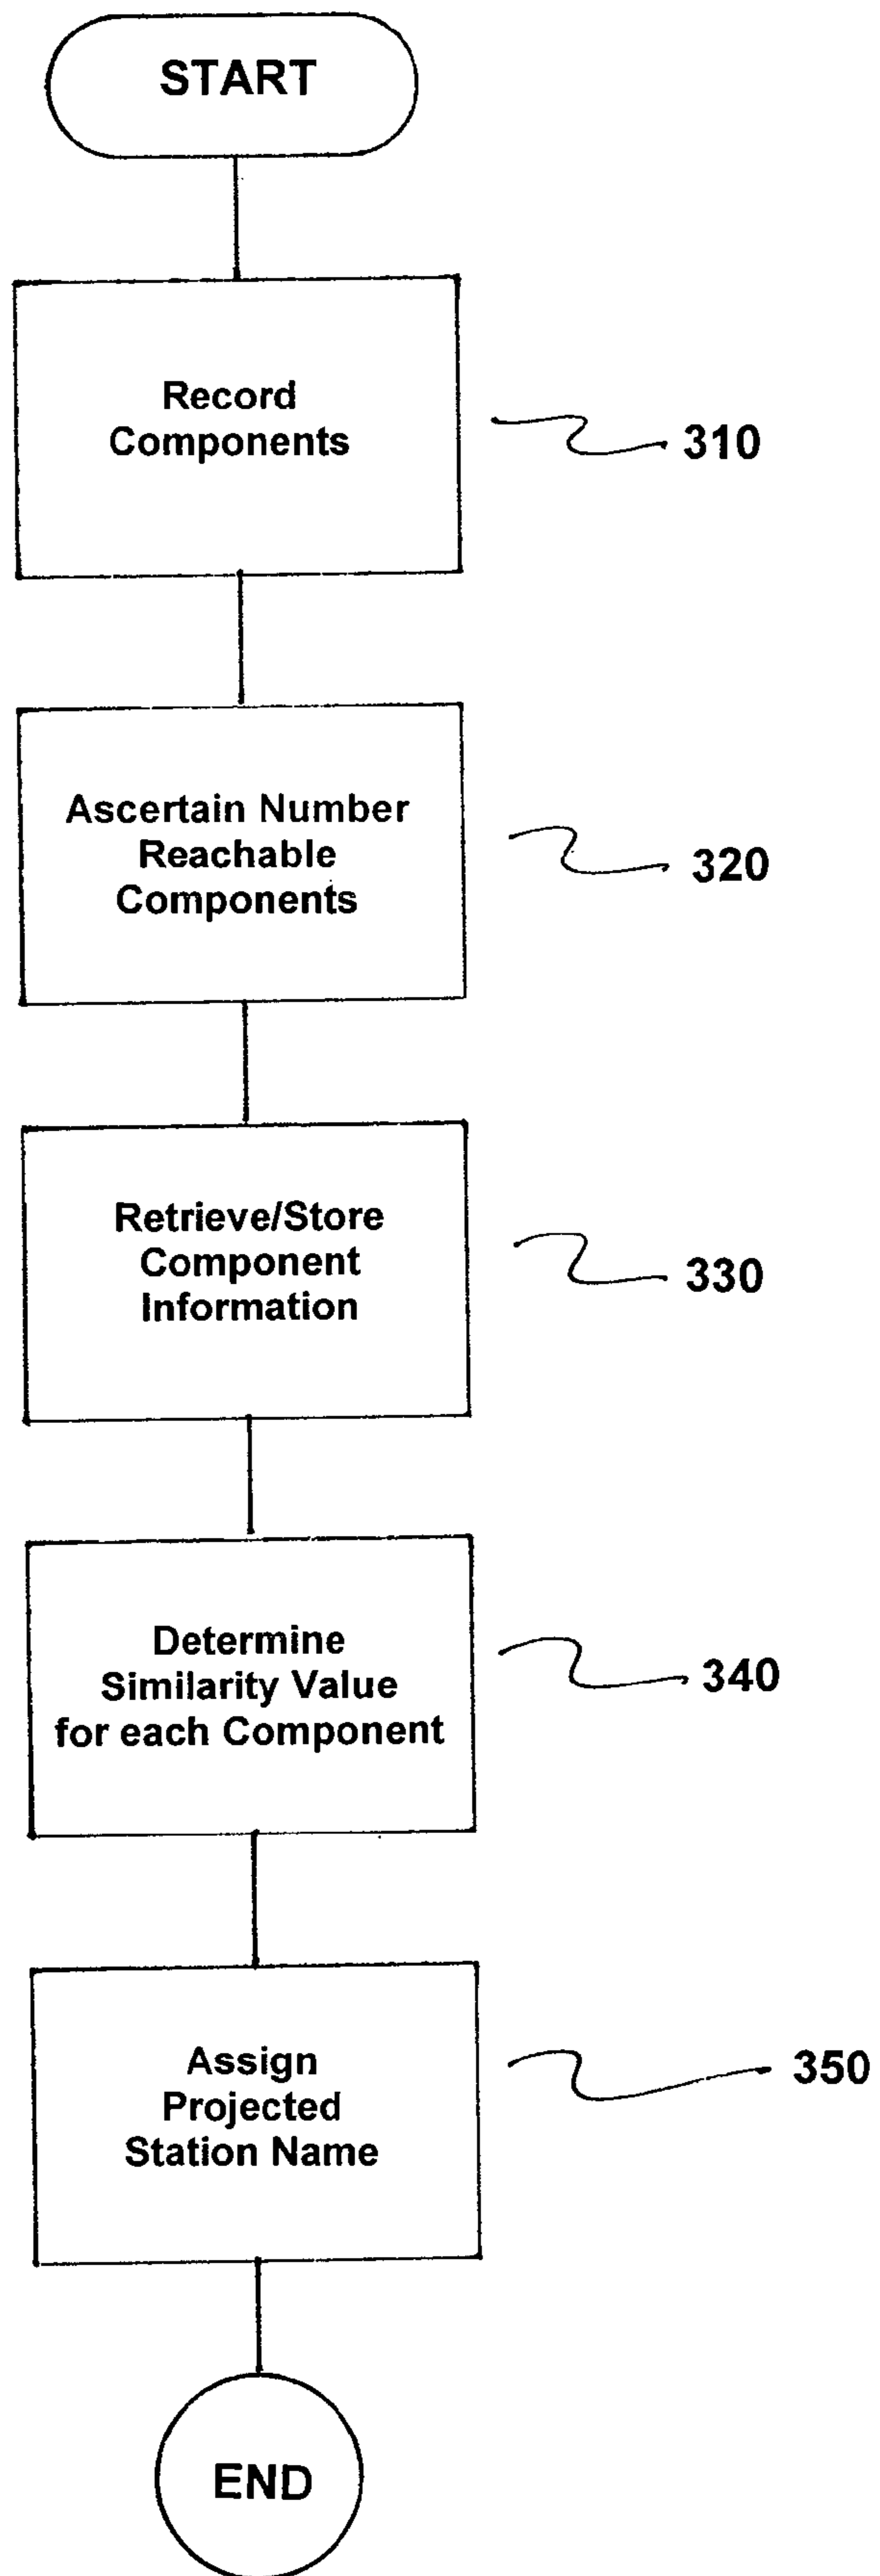 START
Record
Components
310
Ascertain Number
Reachable
Components
320
Retrieve/Store
Component
Information
330
Determine
Similarity Value
for each Component
340
Assign
Projected
Station Name
350
END